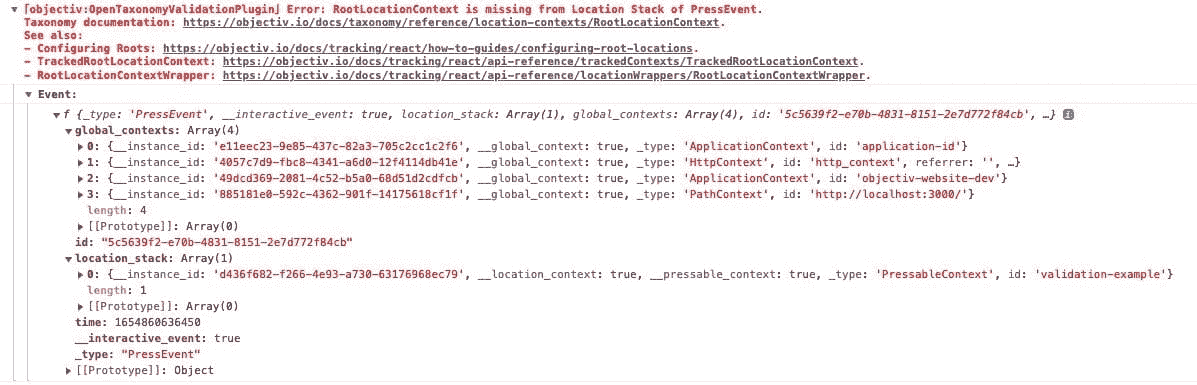 ▼ ⌈objectiv:OpenTaxonomyValidationPlugin⌋ Error: RootLocationContext is missing from Location Stack of PressEvent.
Taxonomy documentation: https://objectiv.io/docs/taxonomy/reference/location-contexts/RootLocationContext.
See also:
- Configuring Roots: https://objectiv.io/docs/tracking/react/how-to-guides/configuring-root-locations.
- TrackedRootLocationContext: https://objectiv.io/docs/tracking/react/api-reference/trackedContexts/TrackedRootLocationContext.
- RootLocationContextWrapper: https://objectiv.io/docs/tracking/react/api-reference/locationWrappers/RootLocationContextWrapper.
▼ Event:
▼ f {_type: 'PressEvent', __interactive_event: true, location_stack: Array(1), global_contexts: Array(4), id: '5c5639f2-e70b-4831-8151-2e7d772f84cb', …} i
▼ global_contexts: Array(4)
▶ 0: {__instance_id: 'e11eec23-9e85-437c-82a3-705c2cc1c2f6', __global_context: true, _type: 'ApplicationContext', id: 'application-id'}
▶ 1: {__instance_id: '4057c7d9-fbc8-4341-a6d0-12f4114db41e', __global_context: true, _type: 'HttpContext', id: 'http_context', referrer: '', …}
▶ 2: {__instance_id: '49dcd369-2081-4c52-b5a0-68d51d2cdfcb', __global_context: true, _type: 'ApplicationContext', id: 'objectiv-website-dev'}
▶ 3: {__instance_id: '885181e0-592c-4362-901f-14175618cf1f', __global_context: true, _type: 'PathContext', id: 'http://localhost:3000/'}
length: 4
▶ [[Prototype]]: Array(0)
id: "5c5639f2-e70b-4831-8151-2e7d772f84cb"
▼ location_stack: Array(1)
▶ 0: {__instance_id: 'd436f682-f266-4e93-a730-63176968ec79', __location_context: true, __pressable_context: true, _type: 'PressableContext', id: 'validation-example'}
length: 1
▶ [[Prototype]]: Array(0)
time: 1654860636450
__interactive_event: true
_type: "PressEvent"
▶ [[Prototype]]: Object